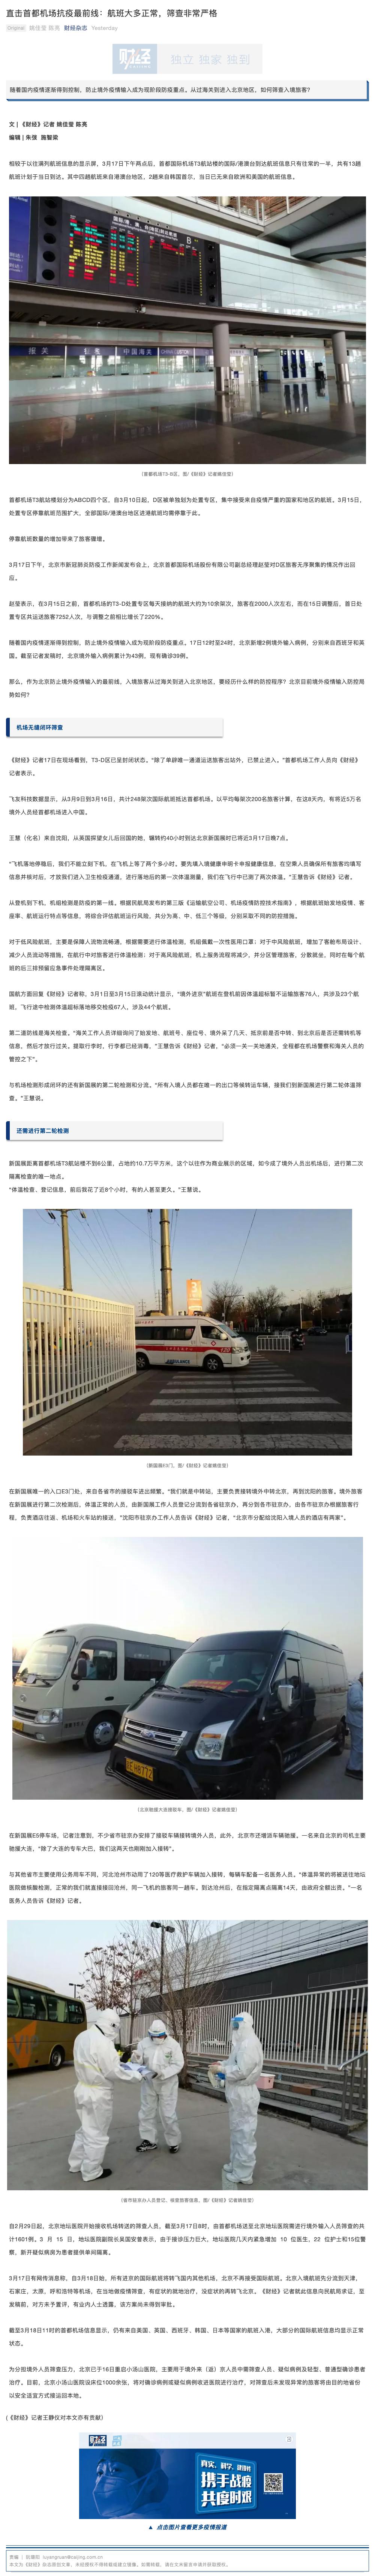 直击首都机场抗疫最前线：航班大多正常，筛查非常严格
Original 姚佳莹 陈亮 财经杂志 Yesterday
财经 独立 独家 独到
随着国内疫情逐渐得到控制，防止境外疫情输入成为现阶段防疫重点。从过海关到进入北京地区，如何筛查入境旅客？
文 | 《财经》记者 姚佳莹 陈亮
编辑 | 朱弢 施智梁
相较于以往满列航班信息的显示屏，3月17日下午两点后，首都国际机场T3航站楼的国际/港澳台到达航班信息只有往常的一半，共有13趟
航班计划于当日到达。其中四趟航班来自港澳台地区，2趟来自韩国首尔，当日已无来自欧洲和美国的航班信息。
报 关
中国海关
CHINA CUSTOMS
（首都机场T3-B区，图/《财经》记者姚佳莹）
首都机场T3航站楼划分为ABCD四个区，自3月10日起，D区被单独划为处置专区，集中接受来自疫情严重的国家和地区的航班。3月15日，
处置专区停靠航班范围扩大，全部国际/港澳台地区进港航班均需停靠于此。
停靠航班数量的增加带来了旅客骤增。
3月17日下午，北京市新冠肺炎防疫工作新闻发布会上，北京首都国际机场股份有限公司副总经理赵莹对D区旅客无序聚集的情况作出回
应。
赵莹表示，在3月15日之前，首都机场的T3-D处置专区每天接纳的航班大约为10余架次，旅客在2000人次左右，而在15日调整后，首日处
置专区共运送旅客7252人次，与调整之前相比增长了220%。
随着国内疫情逐渐得到控制，防止境外疫情输入成为现阶段防疫重点。17日12时至24时，北京新增2例境外输入病例，分别来自西班牙和英
国。截至记者发稿时，北京境外输入病例累计为43例，现有确诊39例。
那么，作为北京防止境外疫情输入的最前线，入境旅客从过海关到进入北京地区，要经历什么样的防控程序？北京目前境外疫情输入防控局
势如何？
机场无缝闭环筛查
《财经》记者17日在现场看到，T3-D区已呈封闭状态。“除了单辟唯一通道运送旅客出站外，已禁止进入。”首都机场工作人员向《财经》
记者表示。
飞友科技数据显示，从3月9日到3月16日，共计248架次国际航班抵达首都机场。以平均每架次200名旅客计算，在这8天内，有将近5万名
境外人员经首都机场进入中国。
王慧（化名）来自沈阳，从英国探望女儿后回国的她，辗转约40小时到达北京新国展时已将近3月17日晚7点。
“飞机落地停稳后，我们不能立刻下机，在飞机上等了两个多小时。要先填入境健康申明卡申报健康信息，在空乘人员确保所有旅客均填写
信息并核对后，才放我们进入卫生检疫通道，进行落地后的第一次体温测量，我们在飞行中已测了两次体温。”王慧告诉《财经》记者。
从登机到下机，机组检测是防疫的第一线。根据民航局发布的第三版《运输航空公司、机场疫情防控技术指南》，根据航班始发地疫情、客
座率、航班运行特点等信息，将综合评估航班运行风险，共分为高、中、低三个等级，分别采取不同的防控措施。
对于低风险航班，主要是保障人流物流畅通，根据需要进行体温检测，机组佩戴一次性医用口罩；对于中风险航班，增加了客舱布局设计、
减少人员流动等措施，在航行中对旅客进行体温检测；对于高风险航班，机上服务流程将减少，并分区管理旅客，分散就坐，同时在每个航
班的后三排预留应急事件处理隔离区。
国航方面回复《财经》记者称，3月1日至3月15日滚动统计显示，“境外进京”航班在登机前因体温超标暂不运输旅客76人，共涉及23个航
班，飞行途中检测体温超标落地移交检疫67人，涉及44个航班。
第二道防线是海关检查。“海关工作人员详细询问了始发地、航班号、座位号、境外呆了几天、抵京前是否中转、到北京后是否还需转机等
信息，然后才放行过关。提取行李时，行李都已经消毒，”王慧告诉《财经》记者，“必须一关一关地通关，全程都在机场警察和海关人员的
管控之下”。
与机场检测形成闭环的还有新国展的第二轮检测和分流。“所有入境人员都在唯一的出口等候转运车辆，接我们到新国展进行第二轮体温筛
查。”王慧说。
还需进行第二轮检测
新国展距离首都机场T3航站楼不到6公里，占地约10.7万平方米，这个以往作为商业展示的区域，如今成了境外人员出机场后，进行第二次
隔离检查的唯一地点。
“体温检查、登记信息，前后我花了近8个小时，有的人甚至更久。”王慧说。
AMBULANCE
120
（新国展E3门，图/《财经》记者姚佳莹）
在新国展唯一的入口E3门处，来自各省市的接驳车进出频繁。“我们就是中转站，主要负责接转境外中转北京，再到沈阳的旅客。境外旅客
在新国展进行第二次检测后，体温正常的人员，由新国展工作人员登记分流到各省驻京办，再分到各市驻京办。由各市驻京办根据旅客行
程，负责酒店往返、机场和火车站的接送，”沈阳市驻京办工作人员告诉《财经》记者，“北京市分配给沈阳入境人员的酒店有两家”。
（北京驰援大连接驳车，图/《财经》记者姚佳莹）
在新国展E5停车场，记者注意到，不少省市驻京办安排了接驳车辆接转境外人员，此外，北京市还增派车辆驰援。一名来自北京的司机主要
驰援大连，“除了大连的专车大巴，我们这两天也刚刚加入接转”。
与其他省市主要使用公务用车不同，河北沧州市动用了120等医疗救护车辆加入接转，每辆车配备一名医务人员。“体温异常的将被送往地坛
医院做核酸检测，正常的我们就直接接回沧州，同一飞机的旅客同一趟车。到达沧州后，在指定隔离点隔离14天，由政府全额出资。”一名
医务人员告诉《财经》记者。
VIP
（省市驻京办人员登记、核查旅客信息，图/《财经》记者姚佳莹）
自2月29日起，北京地坛医院开始接收机场转送的筛查人员，截至3月17日8时，由首都机场送至北京地坛医院需进行境外输入人员筛查的共
计1601例。3 月 15 日，地坛医院副院长吴国安曾表示，由于接诊压力巨大，地坛医院几天内紧急增加 10 位医生、22 位护士和15位警
察，新开疑似病房为患者提供单间隔离。
3月17日有网传消息称，自3月18日始，所有进京的国际航班将转飞国内其他机场，北京不再接受国际航班。北京入境航班先分流到天津、
石家庄、太原、呼和浩特等机场，在当地做疫情筛查，有症状的就地治疗，没症状的再转飞北京。《财经》记者就此信息向民航局求证，至
发稿前，对方未予置评，有业内人士透露，该方案尚未得到审批。
截至3月18日11时的首都机场信息显示，仍有来自美国、英国、西班牙、韩国、日本等国家的航班入港，大部分的国际航班信息均显示正常
状态。
为分担境外人员筛查压力，北京已于16日重启小汤山医院，主要用于境外来（返）京人员中需筛查人员、疑似病例及轻型、普通型确诊患者
治疗。目前，北京小汤山医院设床位1000余张，将对确诊病例或疑似病例收进医院进行治疗，对筛查后未发现异常的旅客将由目的地省份
以安全适宜方式接运回本地。
(《财经》记者王静仪对本文亦有贡献）
财经
真实、科学、建设性
携手战疫
共度时艰
▲ 点击图片查看更多疫情报道
本文为《财经》杂志原创文章，未经授权不得转载或建立镜像。如需转载，请在文末留言申请并获取授权。